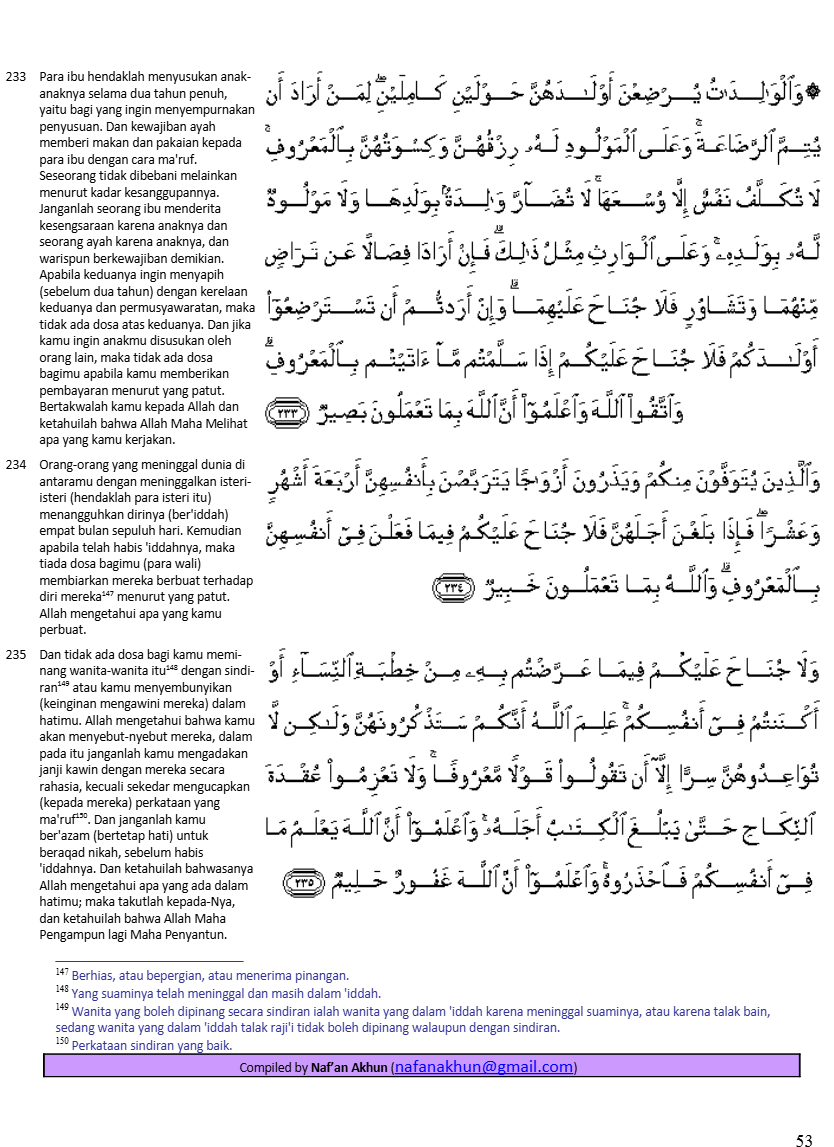 233 Para ibu hendaklah menyusukan anak-
anaknya selama dua tahun penuh,
yaitu bagi yang ingin menyempurnakan
penyusuan. Dan kewajiban ayah
memberi makan dan pakaian kepada
para ibu dengan cara ma'ruf.
Seseorang tidak dibebani melainkan
menurut kadar kesanggupannya.
Janganlah seorang ibu menderita
kesengsaraan karena anaknya dan
seorang ayah karena anaknya, dan
warispun berkewajiban demikian.
Apabila keduanya ingin menyapih
(sebelum dua tahun) dengan kerelaan
keduanya dan permusyawaratan, maka
tidak ada dosa atas keduanya. Dan jika
kamu ingin anakmu disusukan oleh
orang lain, maka tidak ada dosa
bagimu apabila kamu memberikan
pembayaran menurut yang patut.
Bertakwalah kamu kepada Allah dan
ketahuilah bahwa Allah Maha Melihat
apa yang kamu kerjakan.
۞ وَٱلْوَٰلِدَٰتُ يُرْضِعْنَ أَوْلَٰدَهُنَّ حَوْلَيْنِ كَامِلَيْنِ ۖ لِمَنْ أَرَادَ أَن
يُتِمَّ ٱلرَّضَاعَةَ ۚ وَعَلَى ٱلْمَوْلُودِ لَهُۥ رِزْقُهُنَّ وَكِسْوَتُهُنَّ بِٱلْمَعْرُوفِ ۚ
لَا تُكَلَّفُ نَفْسٌ إِلَّا وُسْعَهَا ۚ لَا تُضَآرَّ وَٰلِدَةٌۢ بِوَلَدِهَا وَلَا مَوْلُودٌ
لَّهُۥ بِوَلَدِهِۦ ۚ وَعَلَى ٱلْوَارِثِ مِثْلُ ذَٰلِكَ ۗ فَإِنْ أَرَادَا فِصَالًا عَن تَرَاضٍ
مِّنْهُمَا وَتَشَاوُرٍ فَلَا جُنَاحَ عَلَيْهِمَا ۗ وَإِنْ أَرَدتُّمْ أَن تَسْتَرْضِعُوٓا۟
أَوْلَٰدَكُمْ فَلَا جُنَاحَ عَلَيْكُمْ إِذَا سَلَّمْتُم مَّآ ءَاتَيْتُم بِٱلْمَعْرُوفِ ۗ
وَٱتَّقُوا۟ ٱللَّهَ وَٱعْلَمُوٓا۟ أَنَّ ٱللَّهَ بِمَا تَعْمَلُونَ بَصِيرٌ ٢٣٣
234 Orang-orang yang meninggal dunia di
antaramu dengan meninggalkan isteri-
isteri (hendaklah para isteri itu)
menangguhkan dirinya (ber'iddah)
empat bulan sepuluh hari. Kemudian
apabila telah habis 'iddahnya, maka
tiada dosa bagimu (para wali)
membiarkan mereka berbuat terhadap
diri mereka147 menurut yang patut.
Allah mengetahui apa yang kamu
perbuat.
وَٱلَّذِينَ يُتَوَفَّوْنَ مِنكُمْ وَيَذَرُونَ أَزْوَٰجًا يَتَرَبَّصْنَ بِأَنفُسِهِنَّ أَرْبَعَةَ أَشْهُرٍ
وَعَشْرًا ۖ فَإِذَا بَلَغْنَ أَجَلَهُنَّ فَلَا جُنَاحَ عَلَيْكُمْ فِيمَا فَعَلْنَ فِىٓ أَنفُسِهِنَّ
بِٱلْمَعْرُوفِ ۗ وَٱللَّهُ بِمَا تَعْمَلُونَ خَبِيرٌ ٢٣٤
235 Dan tidak ada dosa bagi kamu memi-
nang wanita-wanita itu148 dengan sindi-
ran149 atau kamu menyembunyikan
(keinginan mengawini mereka) dalam
hatimu. Allah mengetahui bahwa kamu
akan menyebut-nyebut mereka, dalam
pada itu janganlah kamu mengadakan
janji kawin dengan mereka secara
rahasia, kecuali sekedar mengucapkan
(kepada mereka) perkataan yang
ma'ruf150. Dan janganlah kamu
ber'azam (bertetap hati) untuk
beraqad nikah, sebelum habis
'iddahnya. Dan ketahuilah bahwasanya
Allah mengetahui apa yang ada dalam
hatimu; maka takutlah kepada-Nya,
dan ketahuilah bahwa Allah Maha
Pengampun lagi Maha Penyantun.
وَلَا جُنَاحَ عَلَيْكُمْ فِيمَا عَرَّضْتُم بِهِۦ مِنْ خِطْبَةِ ٱلنِّسَآءِ أَوْ
أَكْنَنتُمْ فِىٓ أَنفُسِكُمْ ۚ عَلِمَ ٱللَّهُ أَنَّكُمْ سَتَذْكُرُونَهُنَّ وَلَٰكِن لَّا
تُوَاعِدُوهُنَّ سِرًّا إِلَّآ أَن تَقُولُوا۟ قَوْلًا مَّعْرُوفًا ۚ وَلَا تَعْزِمُوا۟ عُقْدَةَ
ٱلنِّكَاحِ حَتَّىٰ يَبْلُغَ ٱلْكِتَٰبُ أَجَلَهُۥ ۚ وَٱعْلَمُوٓا۟ أَنَّ ٱللَّهَ يَعْلَمُ مَا
فِىٓ أَنفُسِكُمْ فَٱحْذَرُوهُ ۚ وَٱعْلَمُوٓا۟ أَنَّ ٱللَّهَ غَفُورٌ حَلِيمٌ ٢٣٥
147 Berhias, atau bepergian, atau menerima pinangan.
148 Yang suaminya telah meninggal dan masih dalam 'iddah.
149 Wanita yang boleh dipinang secara sindiran ialah wanita yang dalam 'iddah karena meninggal suaminya, atau karena talak bain,
sedang wanita yang dalam 'iddah talak raji'i tidak boleh dipinang walaupun dengan sindiran.
150 Perkataan sindiran yang baik.
Compiled by Naf'an Akhun (nafanakhun@gmail.com)
53